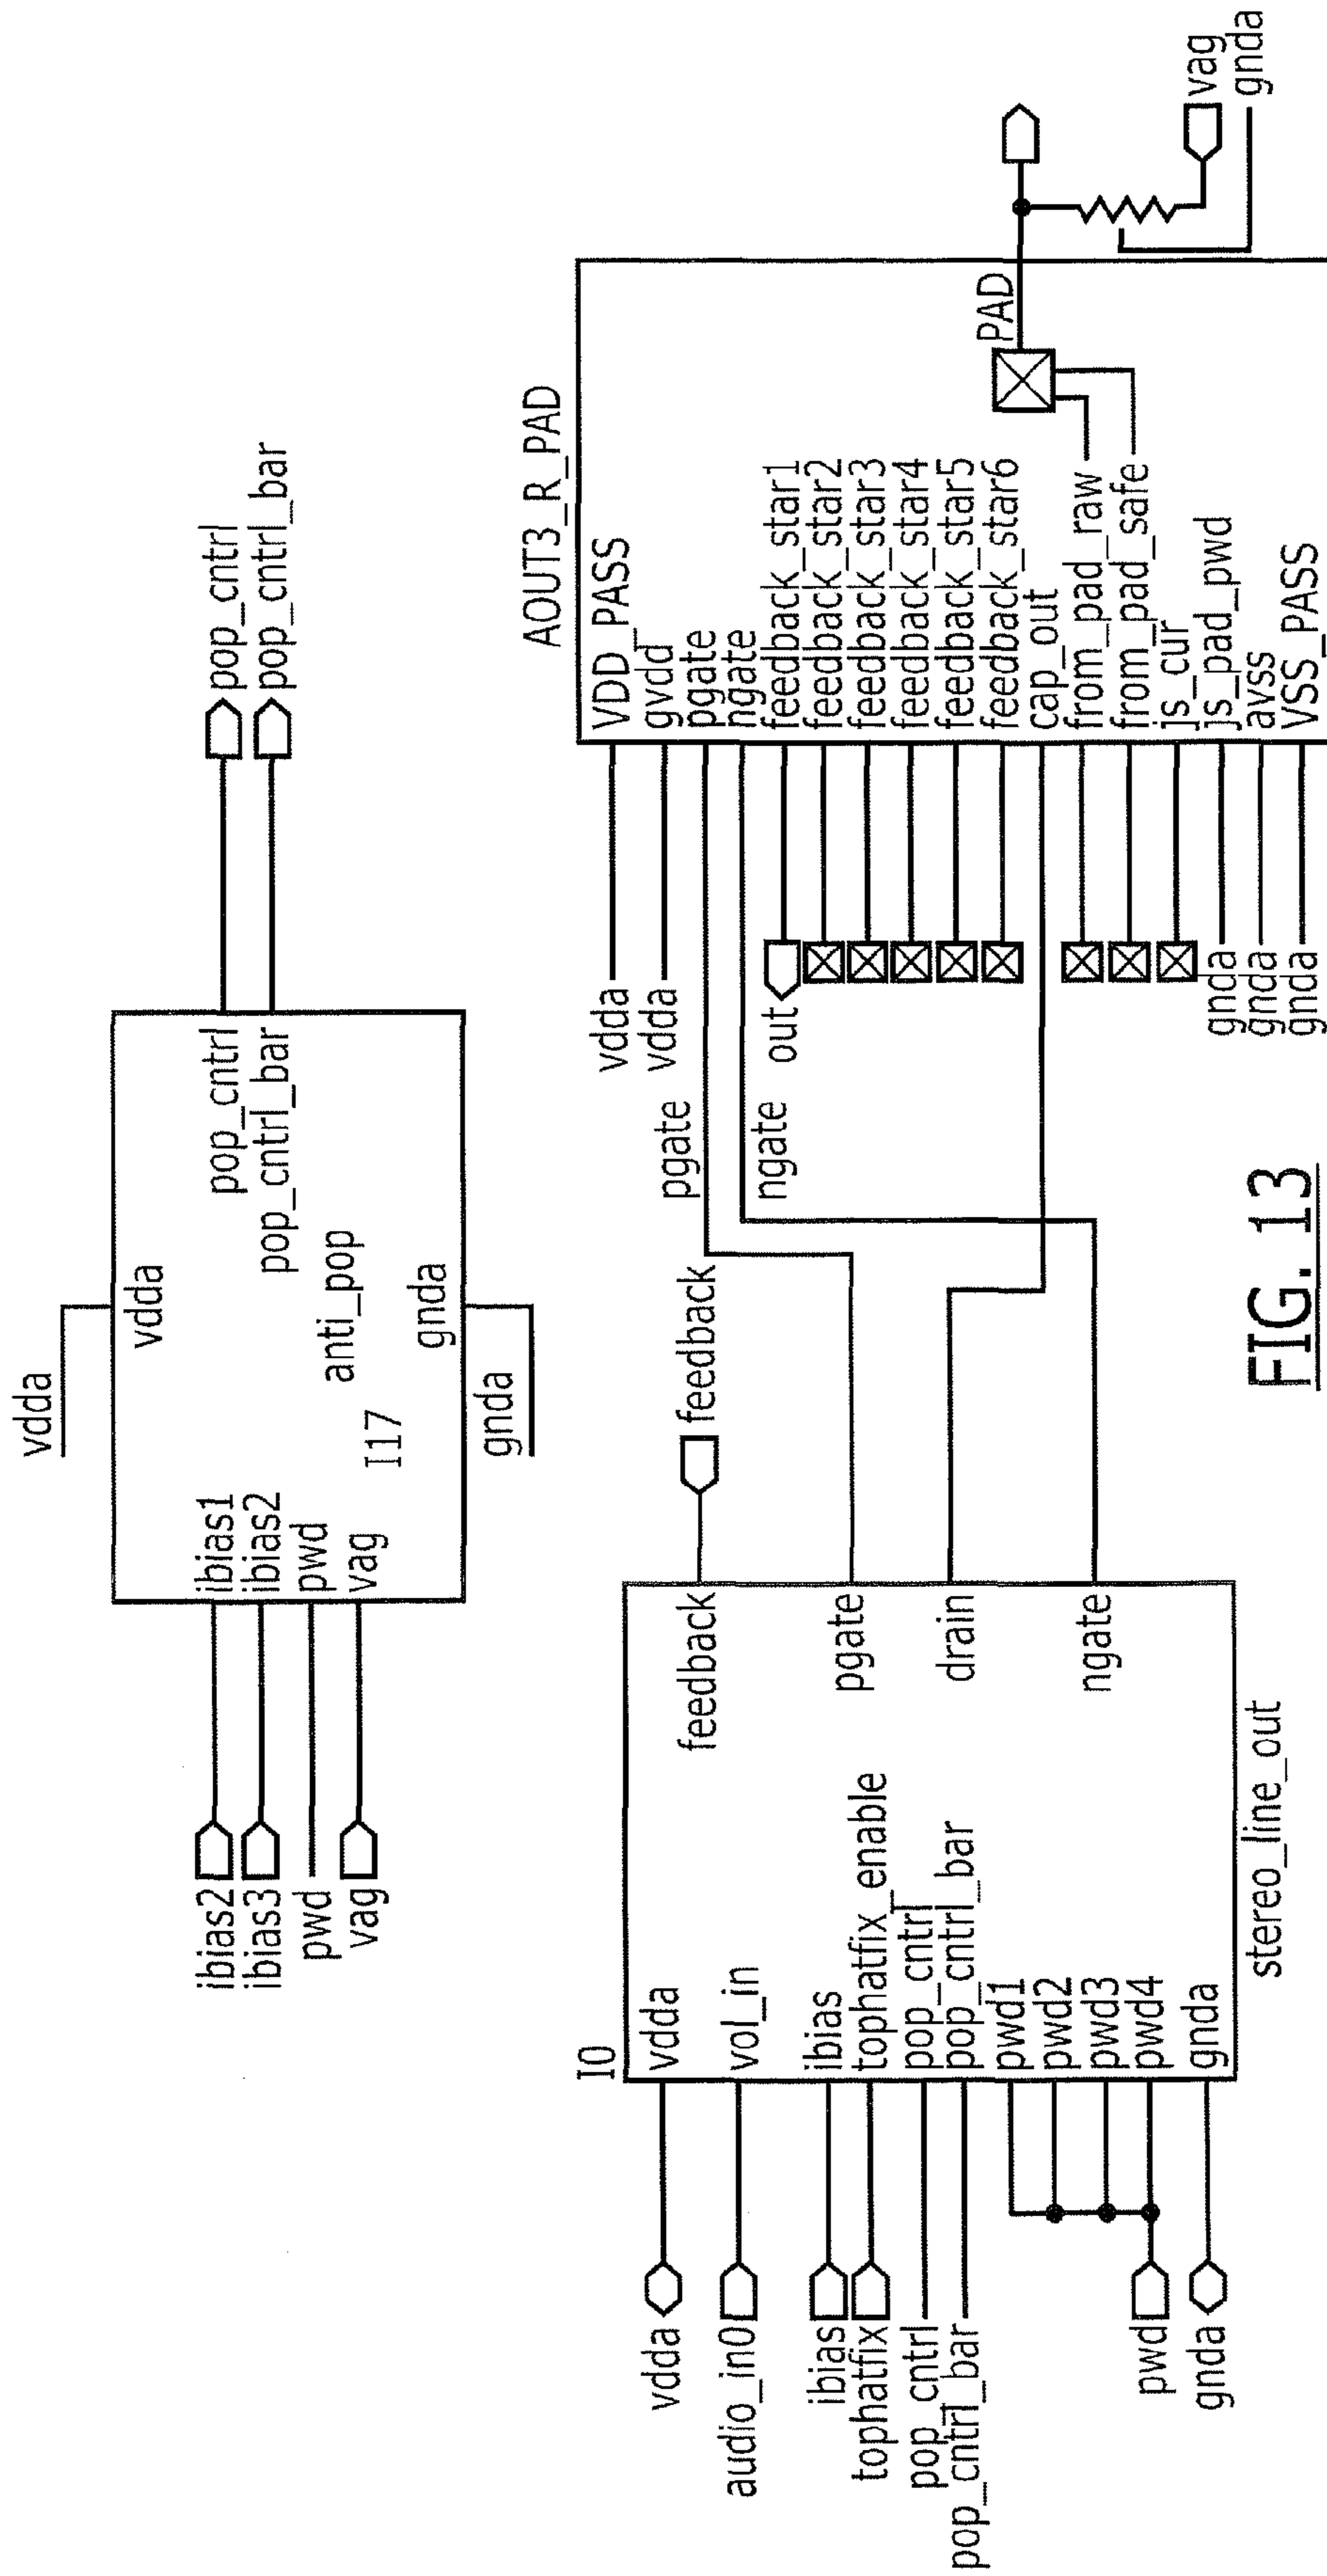 vdda
vdda
ibias2
ibias3
pwd
vag
ibias1
ibias2
pwd
vag
I17
anti_pop
gnda
gnda
pop_cntrl
pop_cntrl_bar
pop_cntrl
pop_cntrl_bar
I0
vdda
audio_in0
ibias
tophatfix
pop_cntrl
pop_cntrl_bar
pwd
gnda
vdda
vol_in
ibias
tophatfix_enable
pop_cntrl
pop_cntrl_bar
pwd1
pwd2
pwd3
pwd4
gnda
feedback
pgate
drain
ngate
stereo_line_out
feedback
pgate
ngate
vdda
vdda
out
gnda
gnda
gnda
AOUT3_R_PAD
VDD_PASS
gvdd
pgate
ngate
feedback_star1
feedback_star2
feedback_star3
feedback_star4
feedback_star5
feedback_star6
cap_out
from_pad_raw
from_pad_safe
js_cur
js_pad_pwd
avss
VSS_PASS
PAD
vag
gnda
FIG. 13